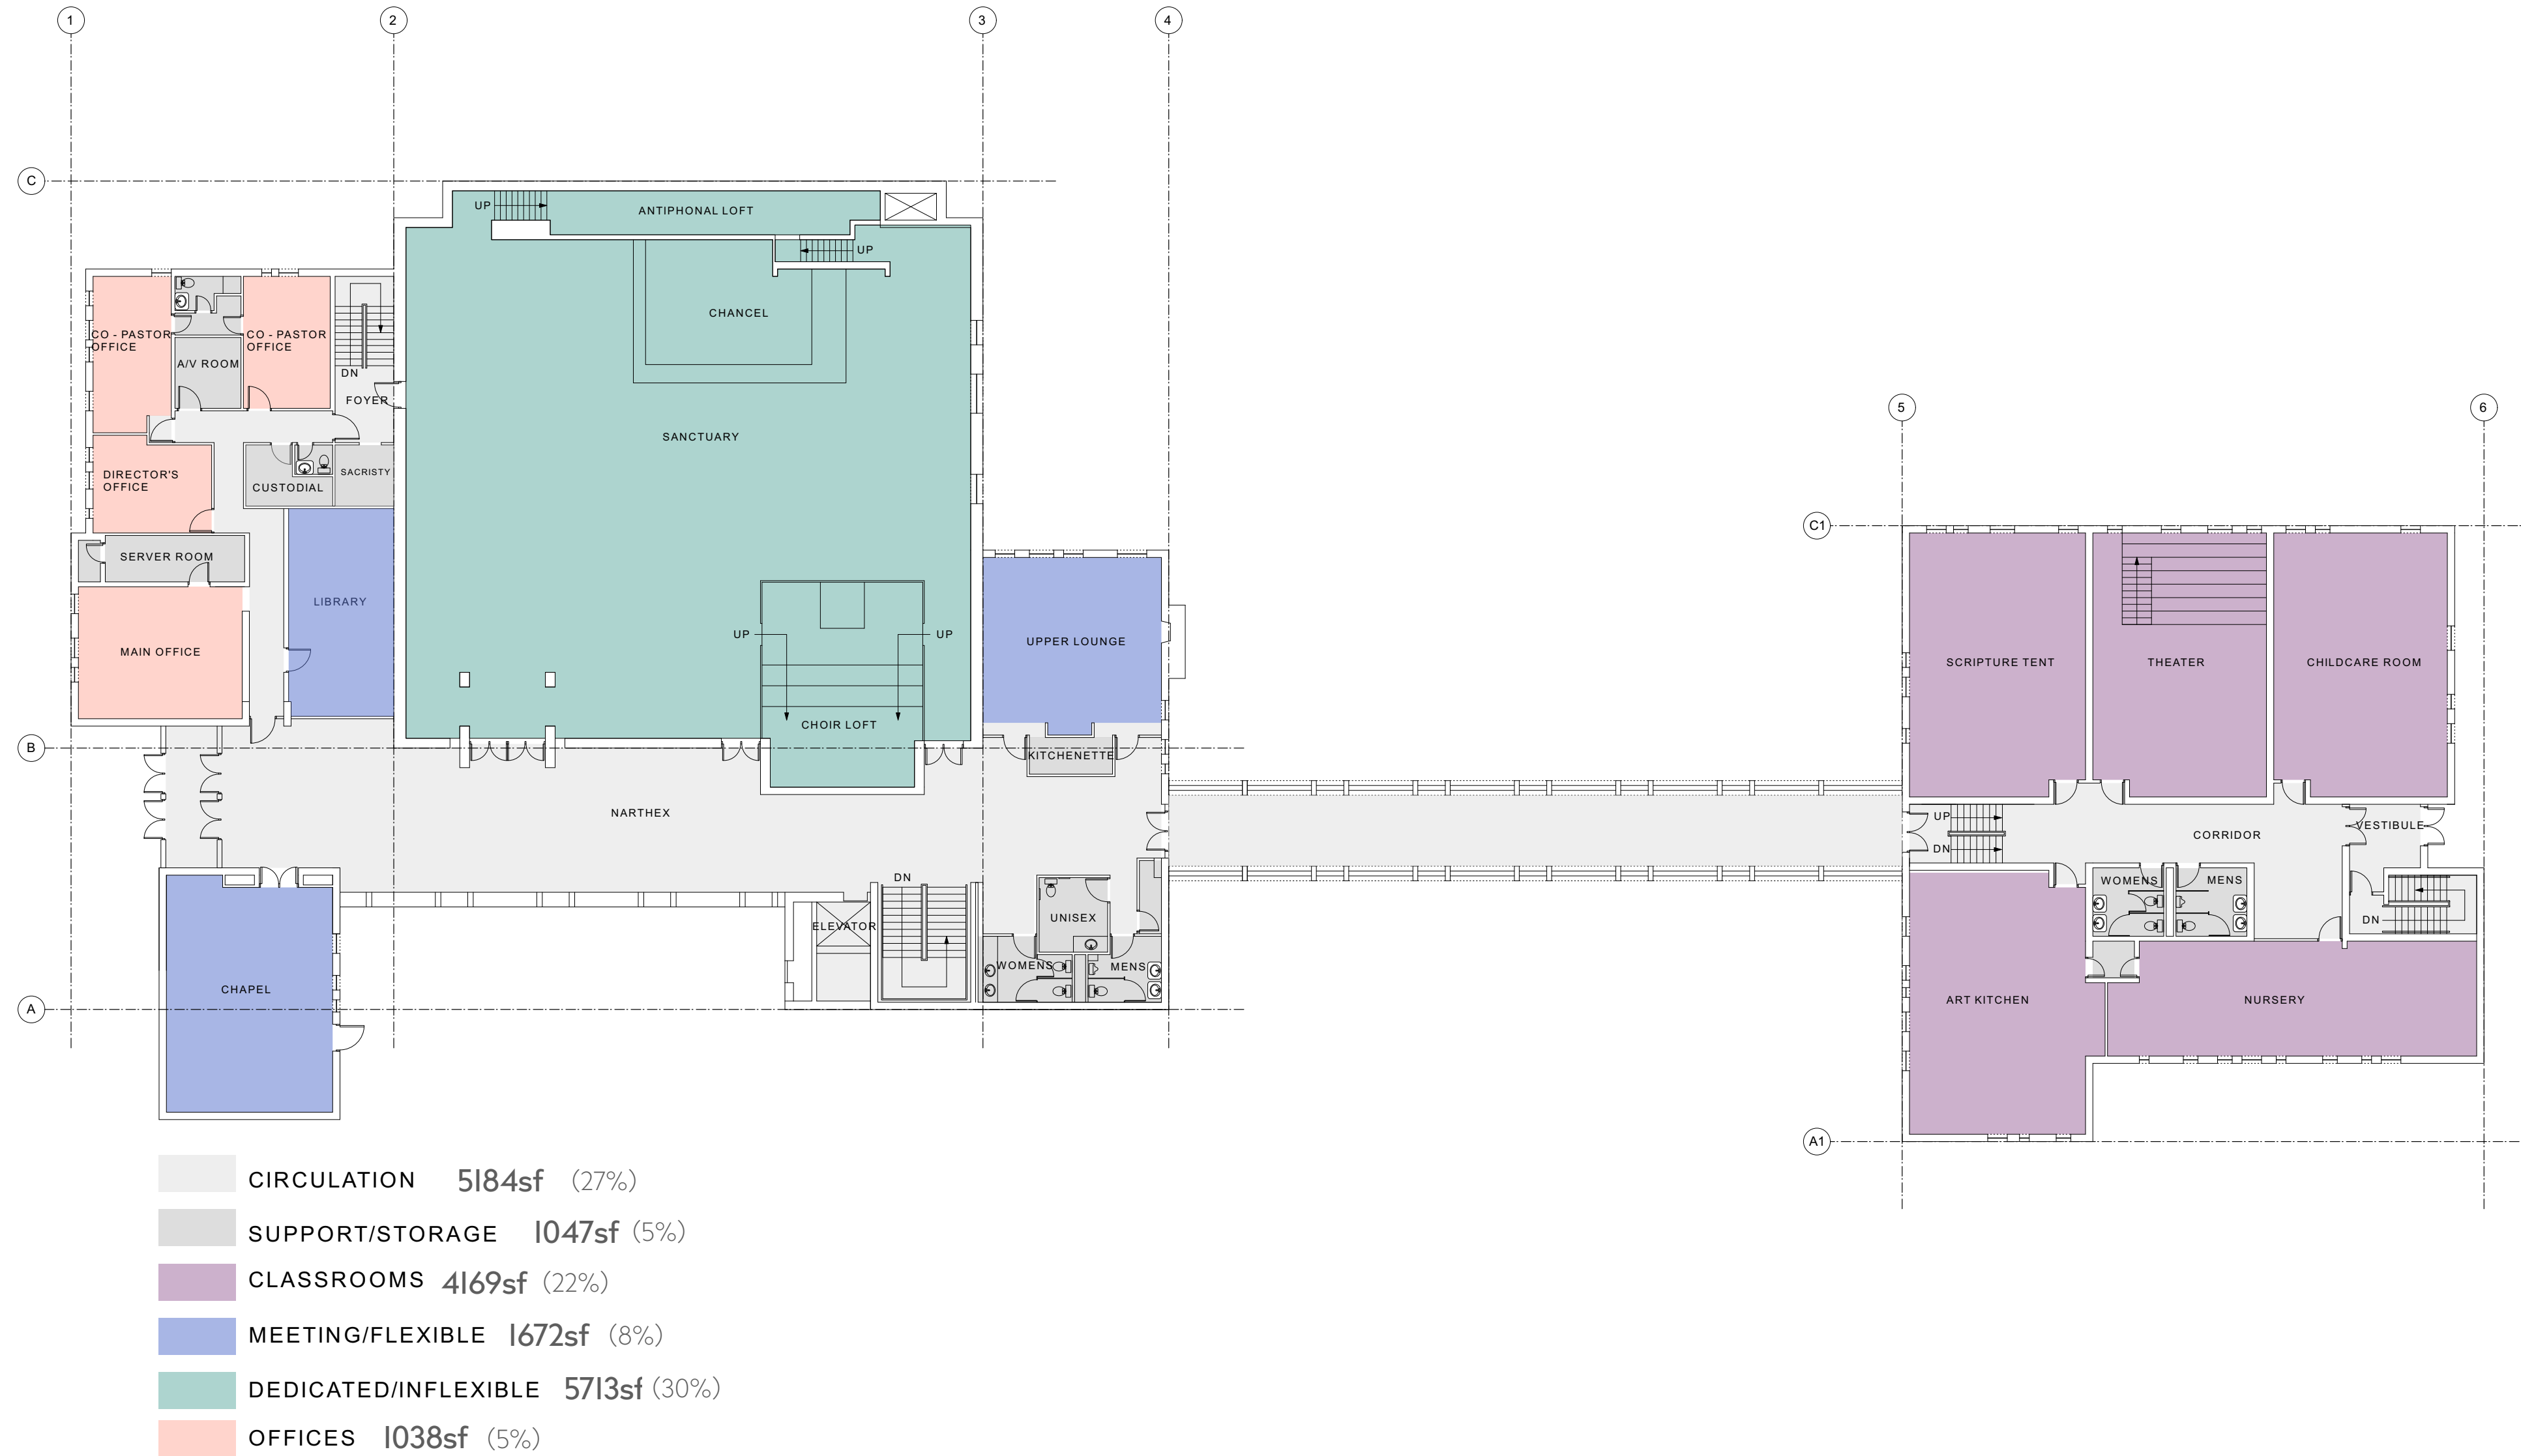 1
2
3
4
C
UP
ANTIPHONAL LOFT
UP
CHANCEL
CO - PASTOR
OFFICE
CO - PASTOR
OFFICE
A/V ROOM
DN
FOYER
5
6
SANCTUARY
DIRECTOR'S
OFFICE
SACRISTY
CUSTODIAL
C1
SERVER ROOM
LIBRARY
UP
UP
UPPER LOUNGE
MAIN OFFICE
SCRIPTURE TENT
THEATER
CHILDCARE ROOM
CHOIR LOFT
B
KITCHENETTE
NARTHEX
UP
DN
CORRIDOR
VESTIBULE
DN
WOMENS
MENS
UNISEX
DN
ELEVATOR
WOMENS
MENS
CHAPEL
ART KITCHEN
NURSERY
A
A1
CIRCULATION 5184sf (27%)
SUPPORT/STORAGE 1047sf (5%)
CLASSROOMS 4169sf (22%)
MEETING/FLEXIBLE 1672sf (8%)
DEDICATED/INFLEXIBLE 5713sf (30%)
OFFICES 1038sf (5%)